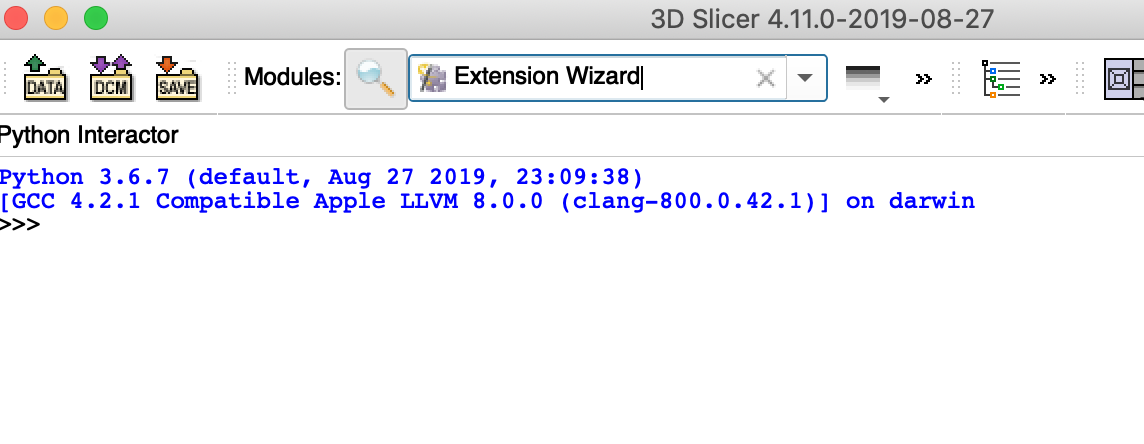 3D Slicer 4.11.0-2019-08-27
DATA DCM SAVE Modules: Extension Wizard »  »
Python Interactor
Python 3.6.7 (default, Aug 27 2019, 23:09:38)
[GCC 4.2.1 Compatible Apple LLVM 8.0.0 (clang-800.0.42.1)] on darwin
>>>